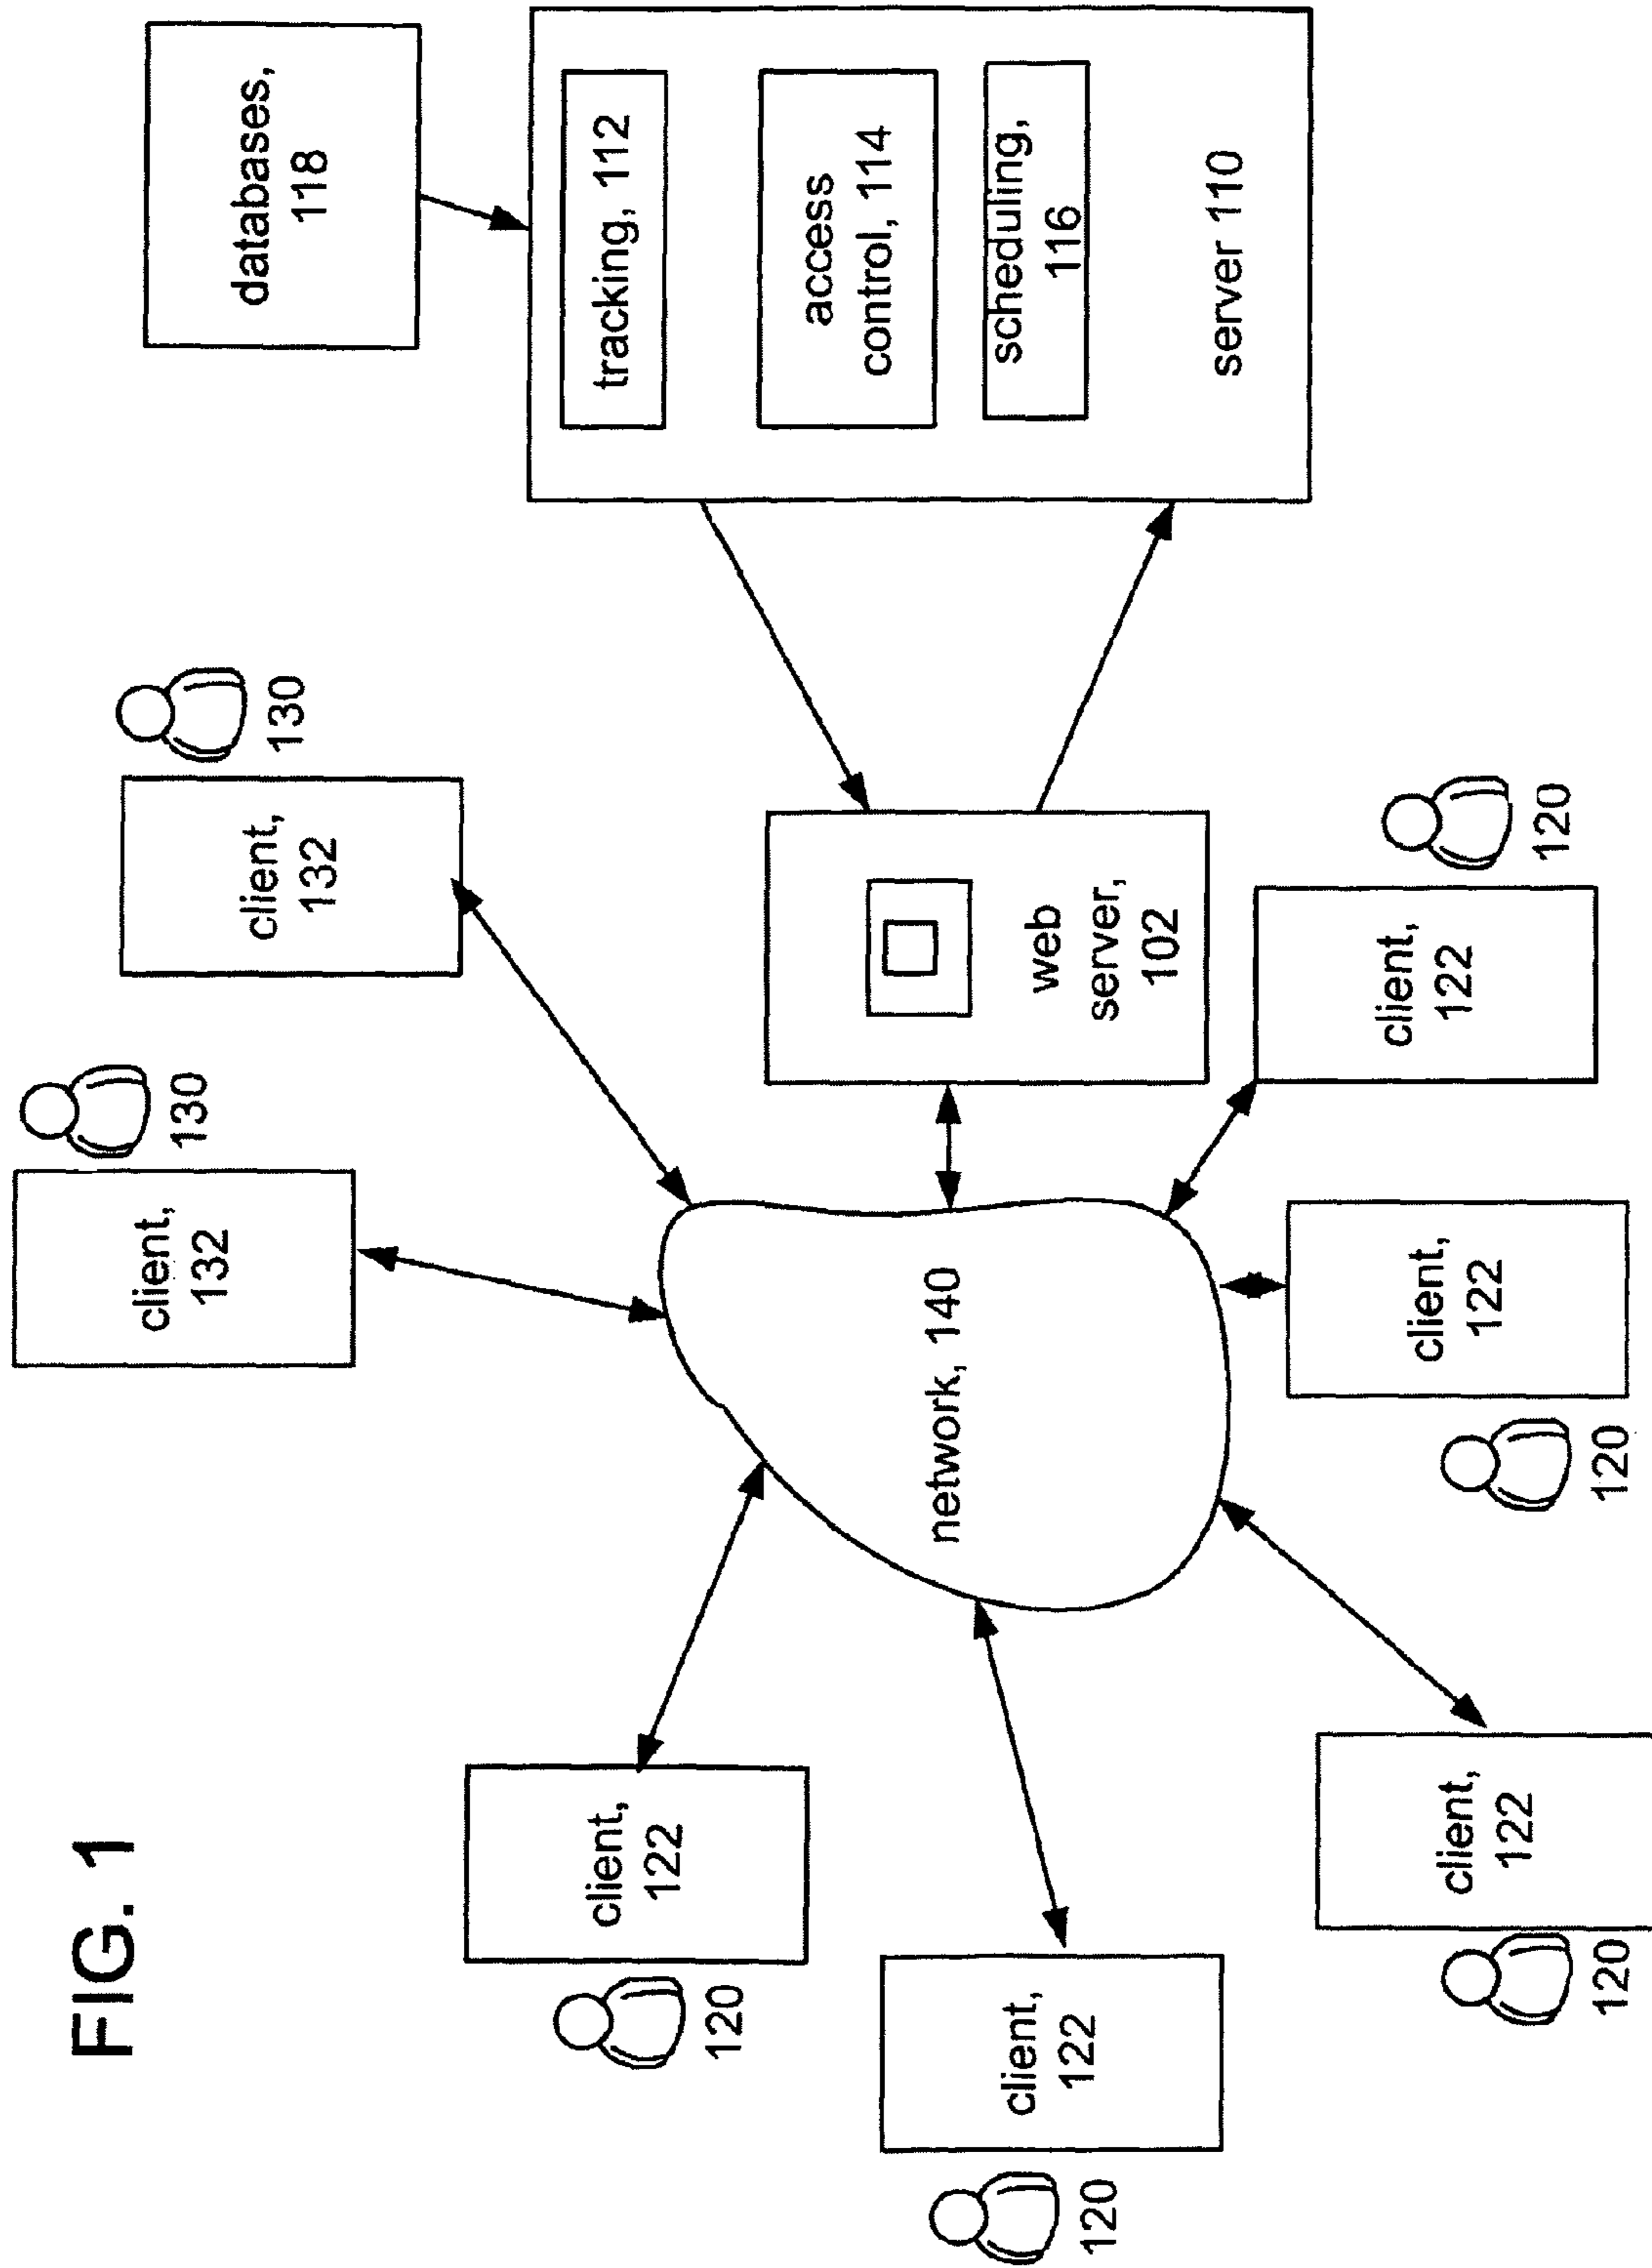 FIG. 1
client,
132
130
client,
132
130
databases,
118
tracking, 112
access
control, 114
scheduling,
116
server 110
client,
122
120
network, 140
web
server,
102
client,
122
120
client,
122
120
client,
122
120
client,
122
120